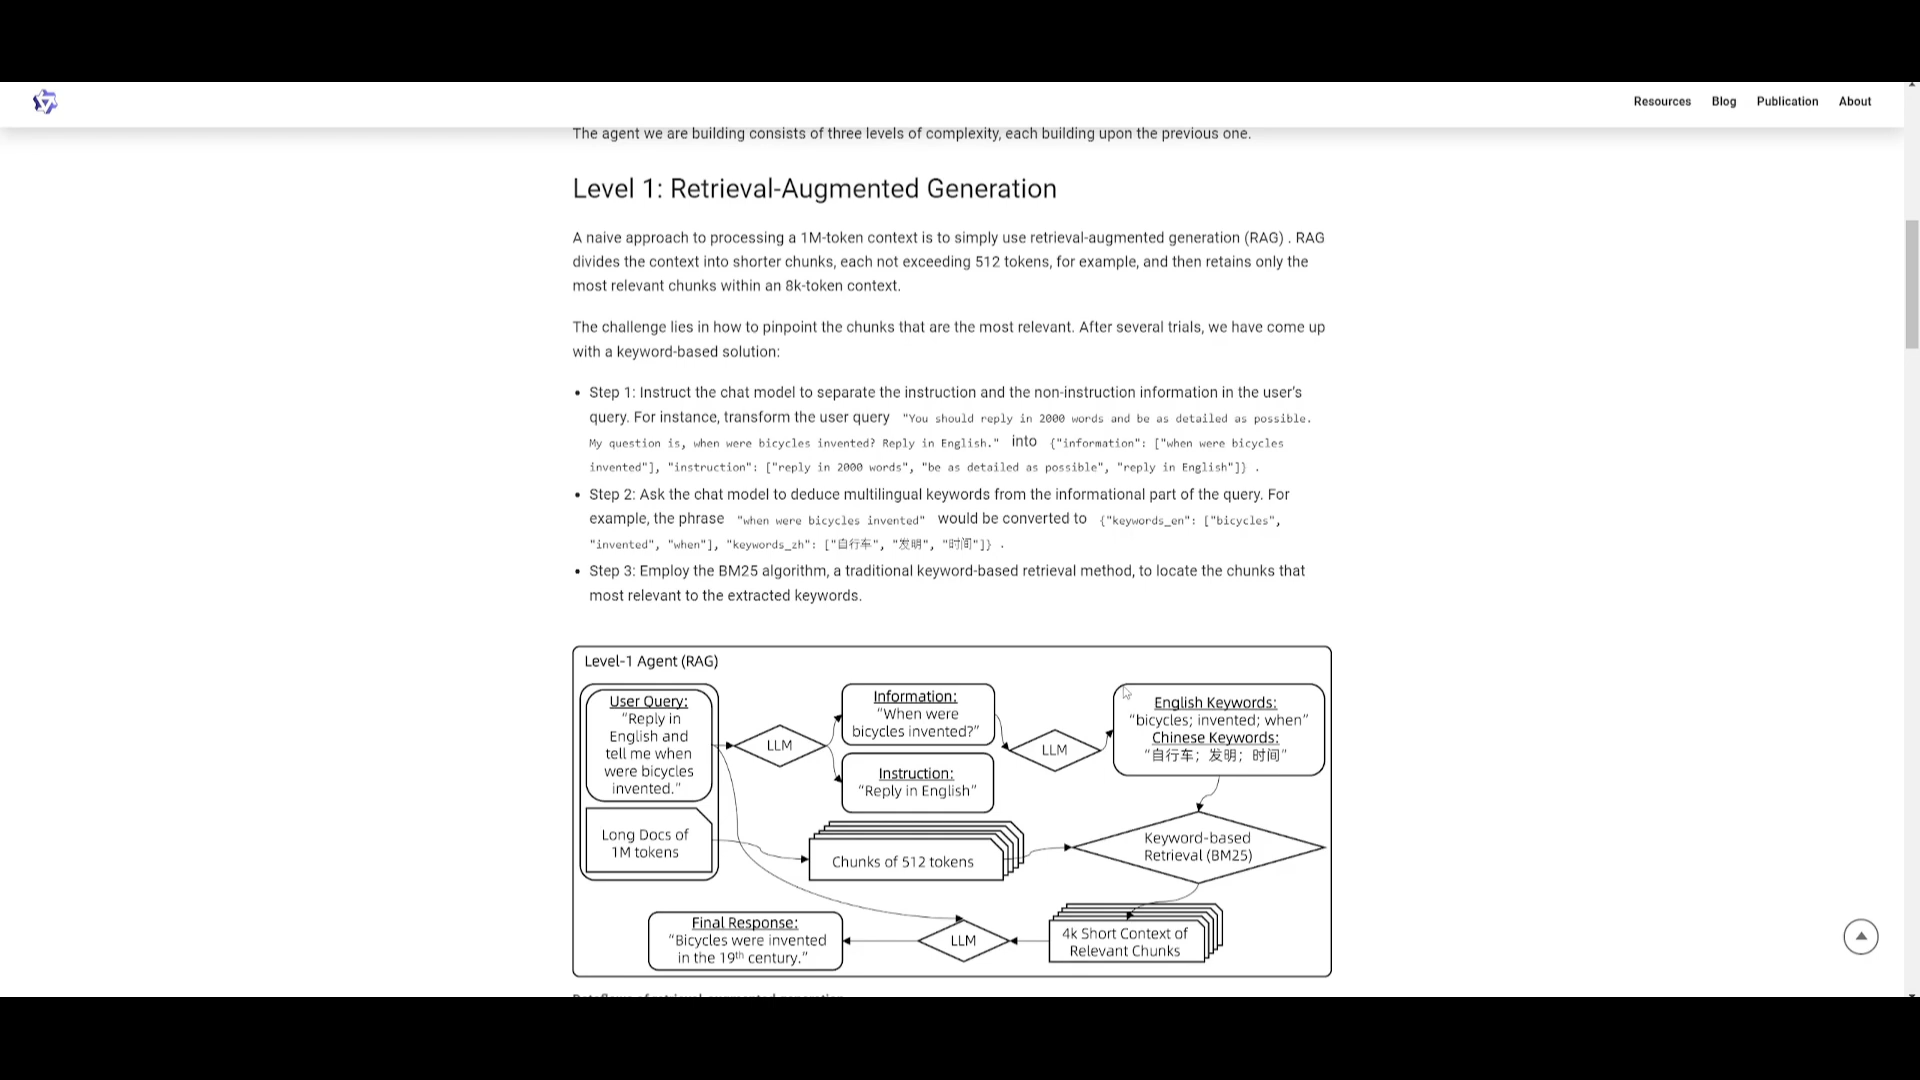 Resources Blog Publication About
The agent we are building consists of three levels of complexity, each building upon the previous one.
Level 1: Retrieval-Augmented Generation
A naive approach to processing a 1M-token context is to simply use retrieval-augmented generation (RAG) . RAG
divides the context into shorter chunks, each not exceeding 512 tokens, for example, and then retains only the
most relevant chunks within an 8k-token context.
The challenge lies in how to pinpoint the chunks that are the most relevant. After several trials, we have come up
with a keyword-based solution:
• Step 1: Instruct the chat model to separate the instruction and the non-instruction information in the user's
query. For instance, transform the user query "You should reply in 2000 words and be as detailed as possible.
My question is, when were bicycles invented? Reply in English." into {"information": ["when were bicycles
invented"], "instruction": ["reply in 2000 words", "be as detailed as possible", "reply in English"]} .
• Step 2: Ask the chat model to deduce multilingual keywords from the informational part of the query. For
example, the phrase "when were bicycles invented" would be converted to {"keywords_en": ["bicycles",
"invented", "when"], "keywords_zh": ["自行车", "发明", "时间"]} .
• Step 3: Employ the BM25 algorithm, a traditional keyword-based retrieval method, to locate the chunks that
most relevant to the extracted keywords.
Level-1 Agent (RAG)
User Query:
"Reply in
English and
tell me when
were bicycles
invented."
Long Docs of
1M tokens
LLM
Information:
"When were
bicycles invented?"
Instruction:
"Reply in English"
LLM
English Keywords:
"bicycles; invented; when"
Chinese Keywords:
"自行车；发明；时间"
Chunks of 512 tokens
Keyword-based
Retrieval (BM25)
4k Short Context of
Relevant Chunks
LLM
Final Response:
"Bicycles were invented
in the 19th century."